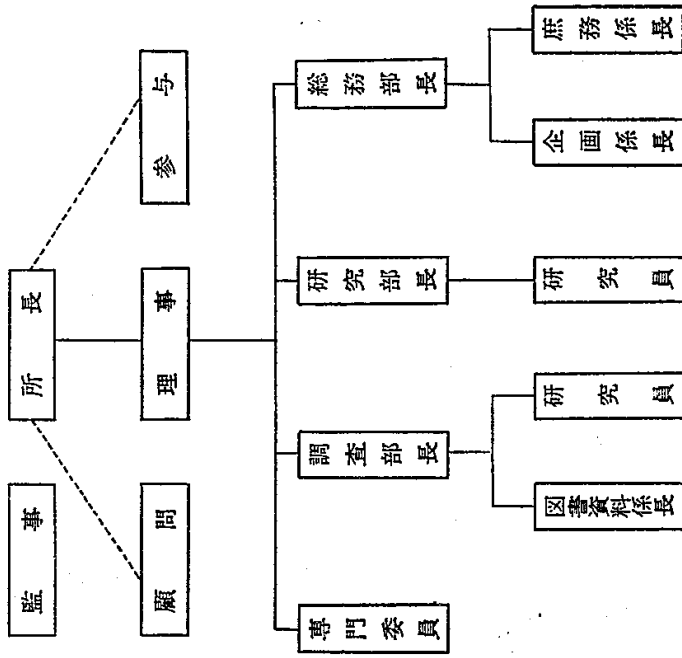 監事
所長
顧問
理事
参与
専門委員
調査部長
研究部長
総務部長
図書資料係長
研究員
研究員
企画係長
庶務係長